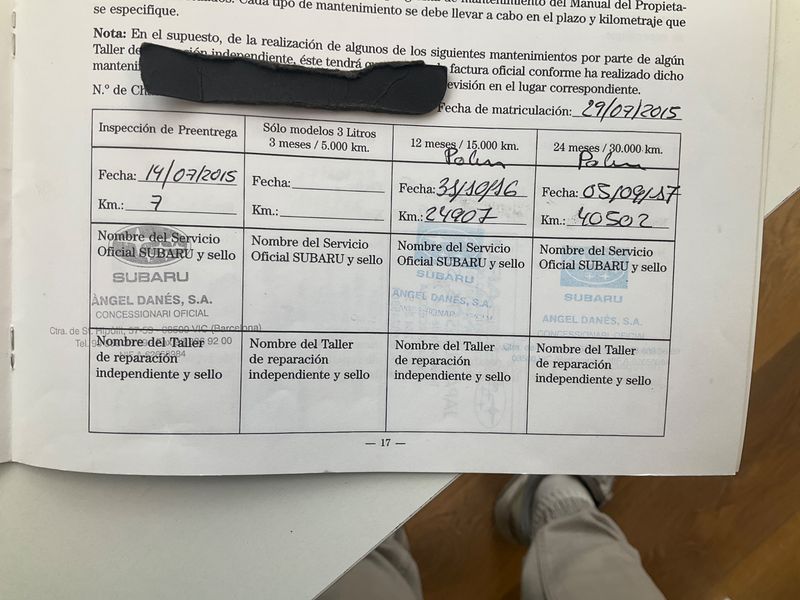 Cada tipo de mantenimiento se debe llevar a cabo en el plazo y kilometraje que
se especifique.
Nota: En el supuesto, de la realización de algunos de los siguientes mantenimientos por parte de algún
Taller de independiente, éste tendrá factura oficial conforme ha realizado dicho
en el lugar correspondiente.
N.º de
Fecha de matriculación: 29/07/2015
Inspección de Preentrega
Fecha: 14/07/2015
Km.: 7
Nombre del Servicio
Oficial SUBARU y sello
SUBARU
ÀNGEL DANÉS, S.A.
CONCESSIONARI OFICIAL
Nombre del Taller
de reparación
independiente y sello
Sólo modelos 3 Litros
3 meses / 5.000 km.
Fecha:
Km.:
Nombre del Servicio
Oficial SUBARU y sello
Nombre del Taller
de reparación
independiente y sello
12 meses / 15.000 km.
Fecha: 31/10/16
Km.: 24907
Nombre del Servicio
Oficial SUBARU y sello
SUBARU
ÀNGEL DANÉS, S.A.
Nombre del Taller
de reparación
independiente y sello
24 meses / 30.000 km.
Fecha: 05/09/17
Km.: 40502
Nombre del Servicio
Oficial SUBARU y sello
SUBARU
ÀNGEL DANÉS, S.A.
CONCESSIONARI OFICIAL
Nombre del Taller
de reparación
independiente y sello
— 17 —